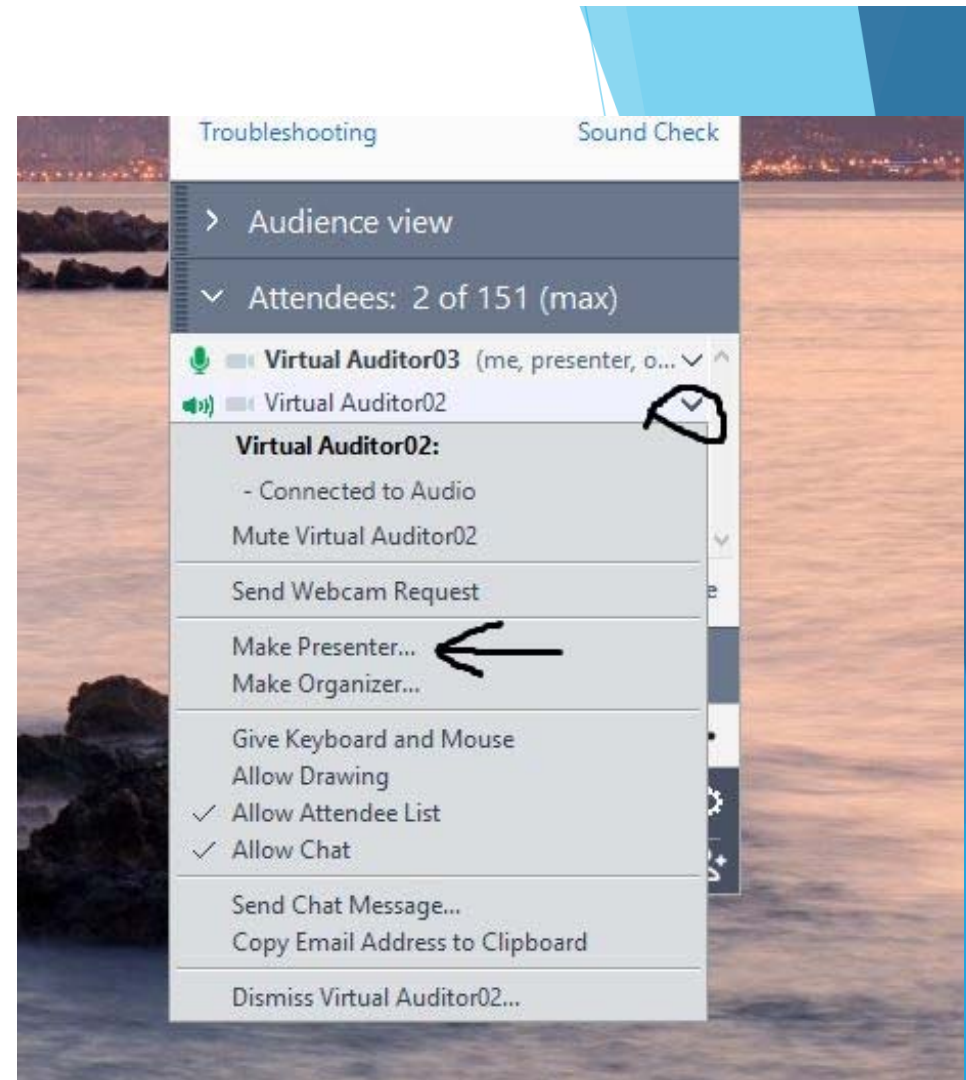 Troubleshooting Sound Check
Audience view
Attendees: 2 of 151 (max)
Virtual Auditor03 (me, presenter, o...
Virtual Auditor02
Virtual Auditor02:
- Connected to Audio
Mute Virtual Auditor02
Send Webcam Request
Make Presenter...
Make Organizer...
Give Keyboard and Mouse
Allow Drawing
Allow Attendee List
Allow Chat
Send Chat Message...
Copy Email Address to Clipboard
Dismiss Virtual Auditor02...